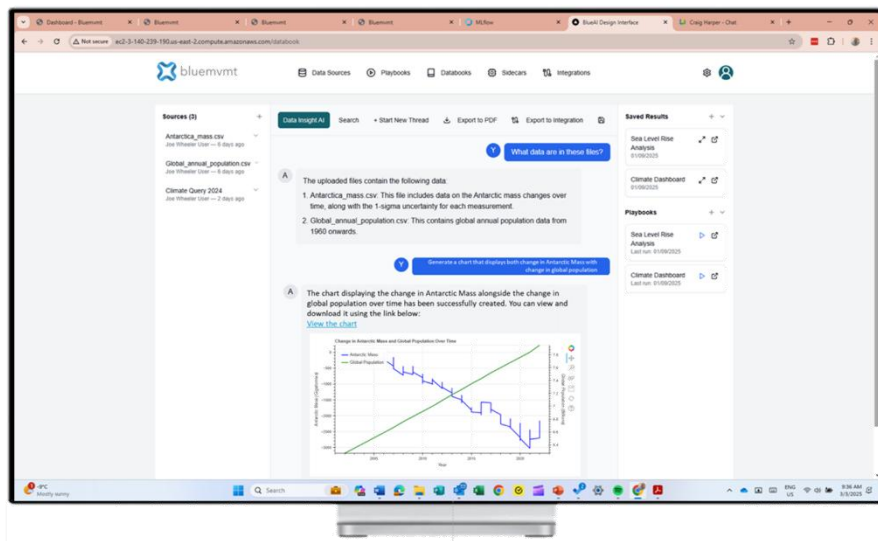 Dashboard - Bluemvmt
Bluemvmt
Bluemvmt
Bluemvmt
MLflow
BlueAI Design Interface
Craig Harper - Chat
Not secure
ec2-3-140-239-190.us-east-2.compute.amazonaws.com/databook
bluemvmt
Data Sources
Playbooks
Databooks
Sidecars
Integrations
Sources (3)
Antarctica_mass.csv
Joe Wheeler User — 6 days ago
Global_annual_population.csv
Joe Wheeler User — 6 days ago
Climate Query 2024
Joe Wheeler User — 2 days ago
Data Insight AI
Search
+ Start New Thread
Export to PDF
Export to Integration
Y
What data are in these files?
A
The uploaded files contain the following data:
1. Antarctica_mass.csv: This file includes data on the Antarctic mass changes over
time, along with the 1-sigma uncertainty for each measurement.
2. Global_annual_population.csv: This contains global annual population data from
1960 onwards.
Y
Generate a chart that displays both change in Antarctic Mass with
change in global population
A
The chart displaying the change in Antarctic Mass alongside the change in
global population over time has been successfully created. You can view and
download it using the link below:
View the chart
Change in Antarctic Mass and Global Population Over Time
Antarctic Mass
Global Population
Antarctic Mass (Gigatonnes)
Global Population (Billions)
Year
Saved Results
Sea Level Rise
Analysis
01/09/2025
Climate Dashboard
01/09/2025
Playbooks
Sea Level Rise
Analysis
Last run: 01/09/2025
Climate Dashboard
Last run: 01/09/2025
-9°C
Mostly sunny
Search
ENG
US
9:36 AM